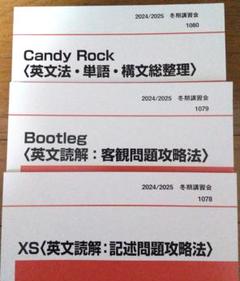 2024/2025 冬期講習会
1080
Candy Rock
〈英文法・単語・構文総整理〉
2024/2025 冬期講習会
1079
Bootleg
〈英文読解：客観問題攻略法〉
2024/2025 冬期講習会
1078
XS〈英文読解：記述問題攻略法〉